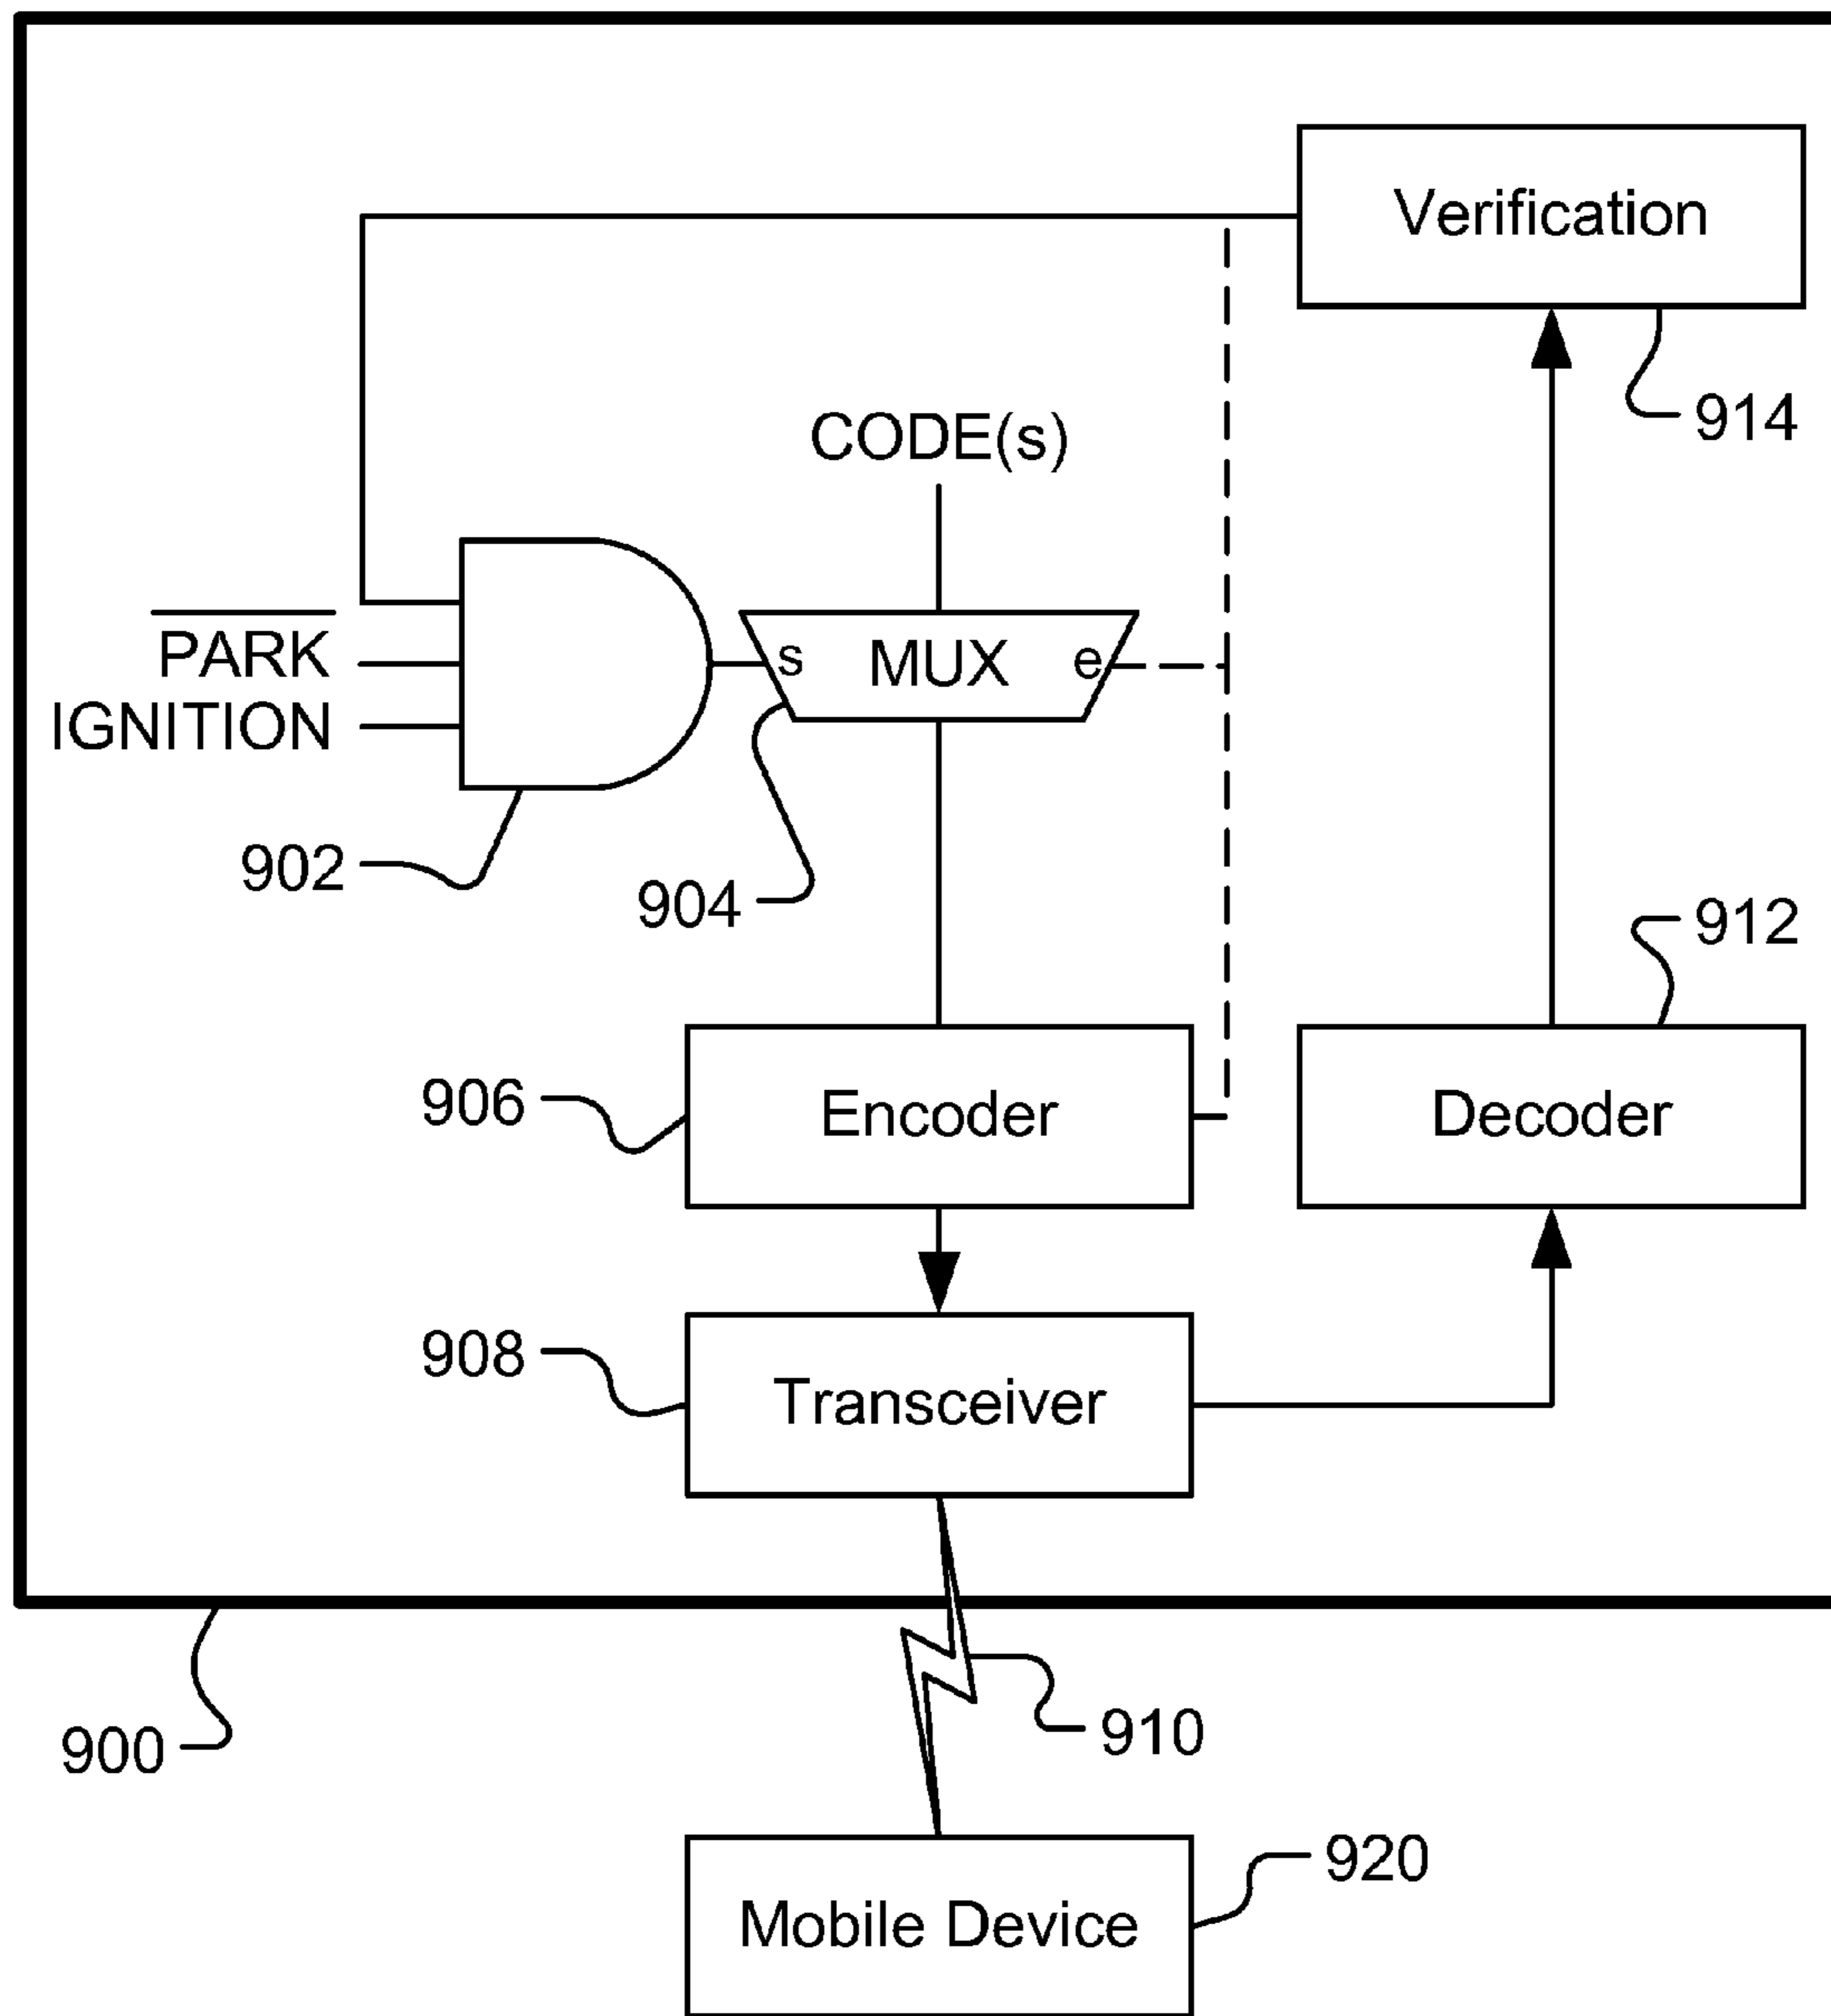 Verification
914
CODE(s)
PARK
s
MUX
e
IGNITION
902
904
912
906
Encoder
Decoder
908
Transceiver
900
910
920
Mobile Device